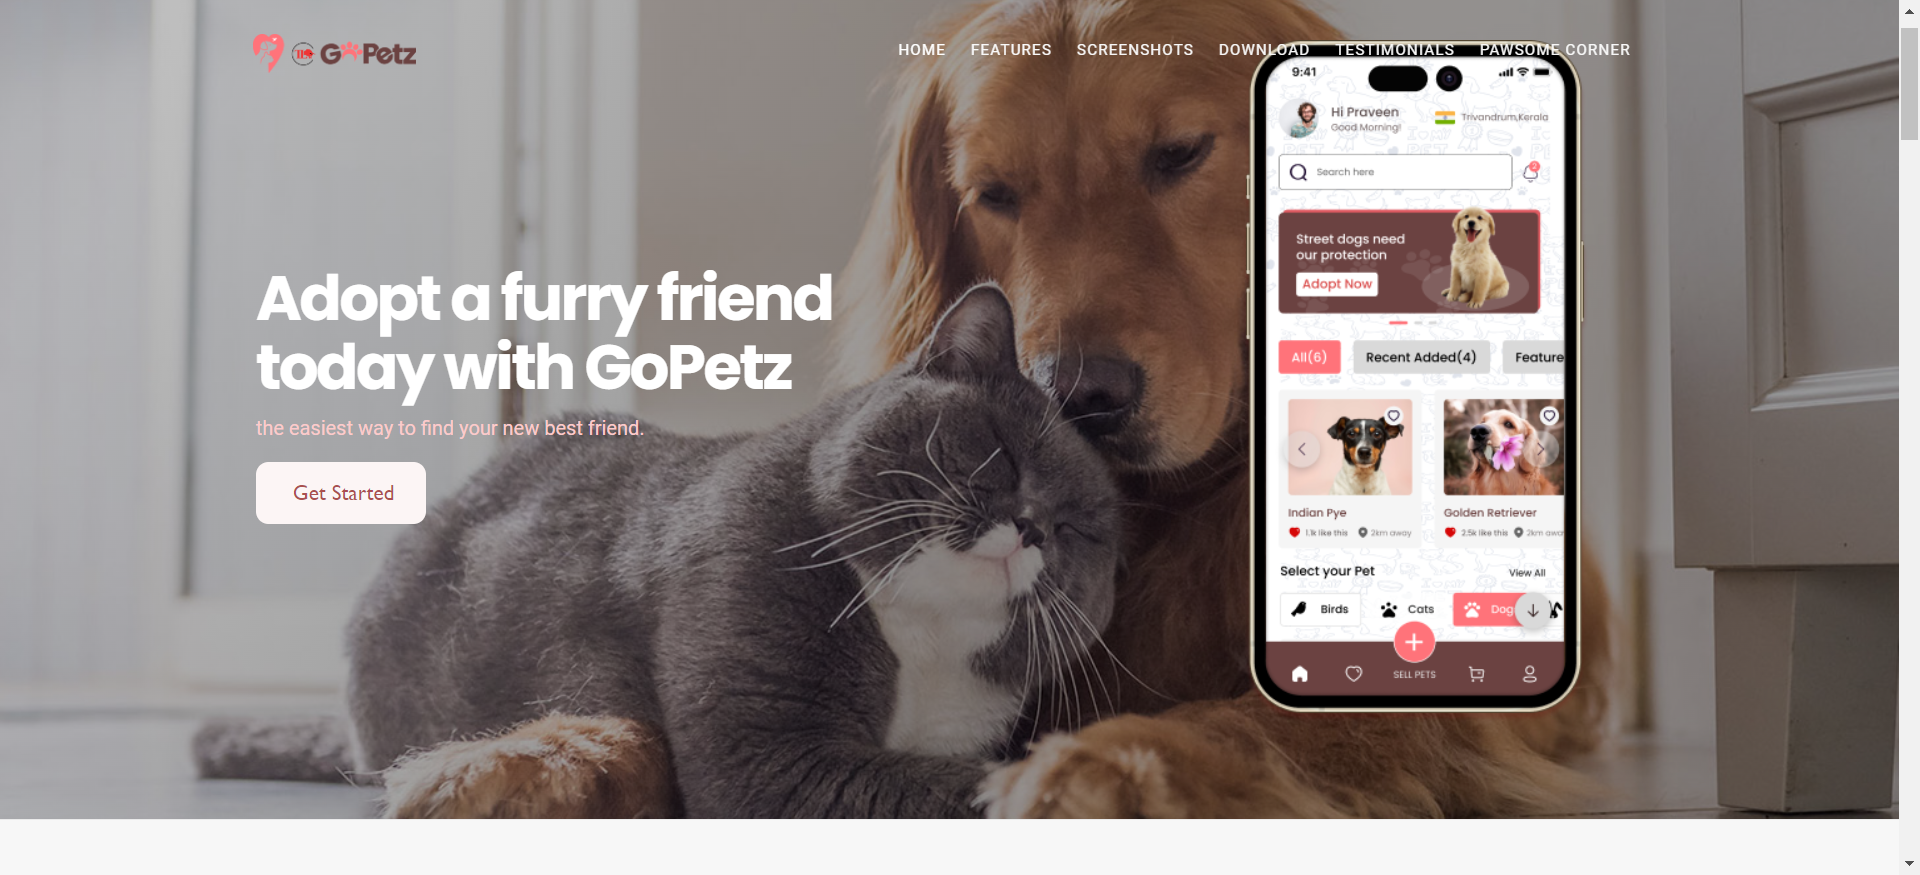 GoPetz
HOME FEATURES SCREENSHOTS DOWNLOAD TESTIMONIALS PAWSOME CORNER
Adopt a furry friend
today with GoPetz
the easiest way to find your new best friend.
Get Started
9:41
Hi Praveen
Good Morning!
Trivandrum,Kerala
Search here
2
Street dogs need
our protection
Adopt Now
All(6) Recent Added(4) Feature
Indian Pye
1.1k like this 2km away
Golden Retriever
2.5k like this 2km awa
Select your Pet View All
Birds Cats Dog
SELL PETS